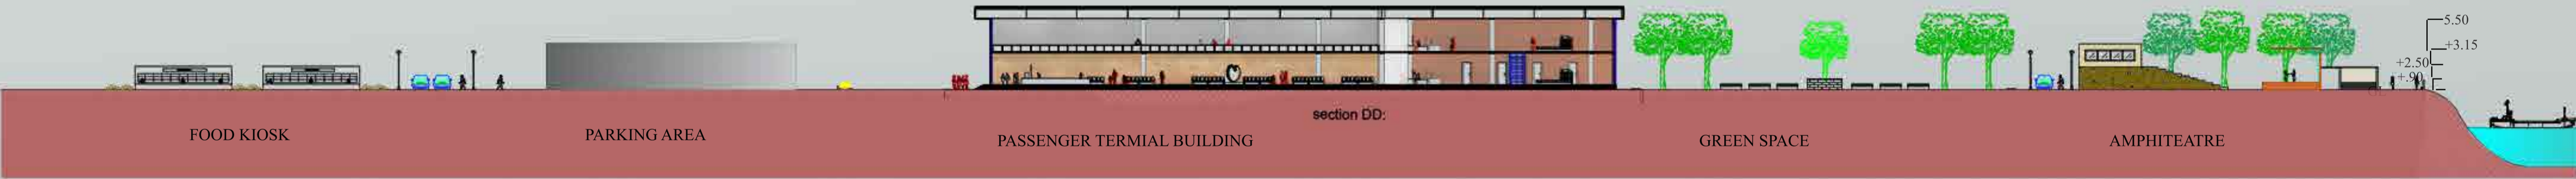 5.50
+3.15
+2.50
+.90
section DD:
FOOD KIOSK
PARKING AREA
PASSENGER TERMIAL BUILDING
GREEN SPACE
AMPHITEATRE